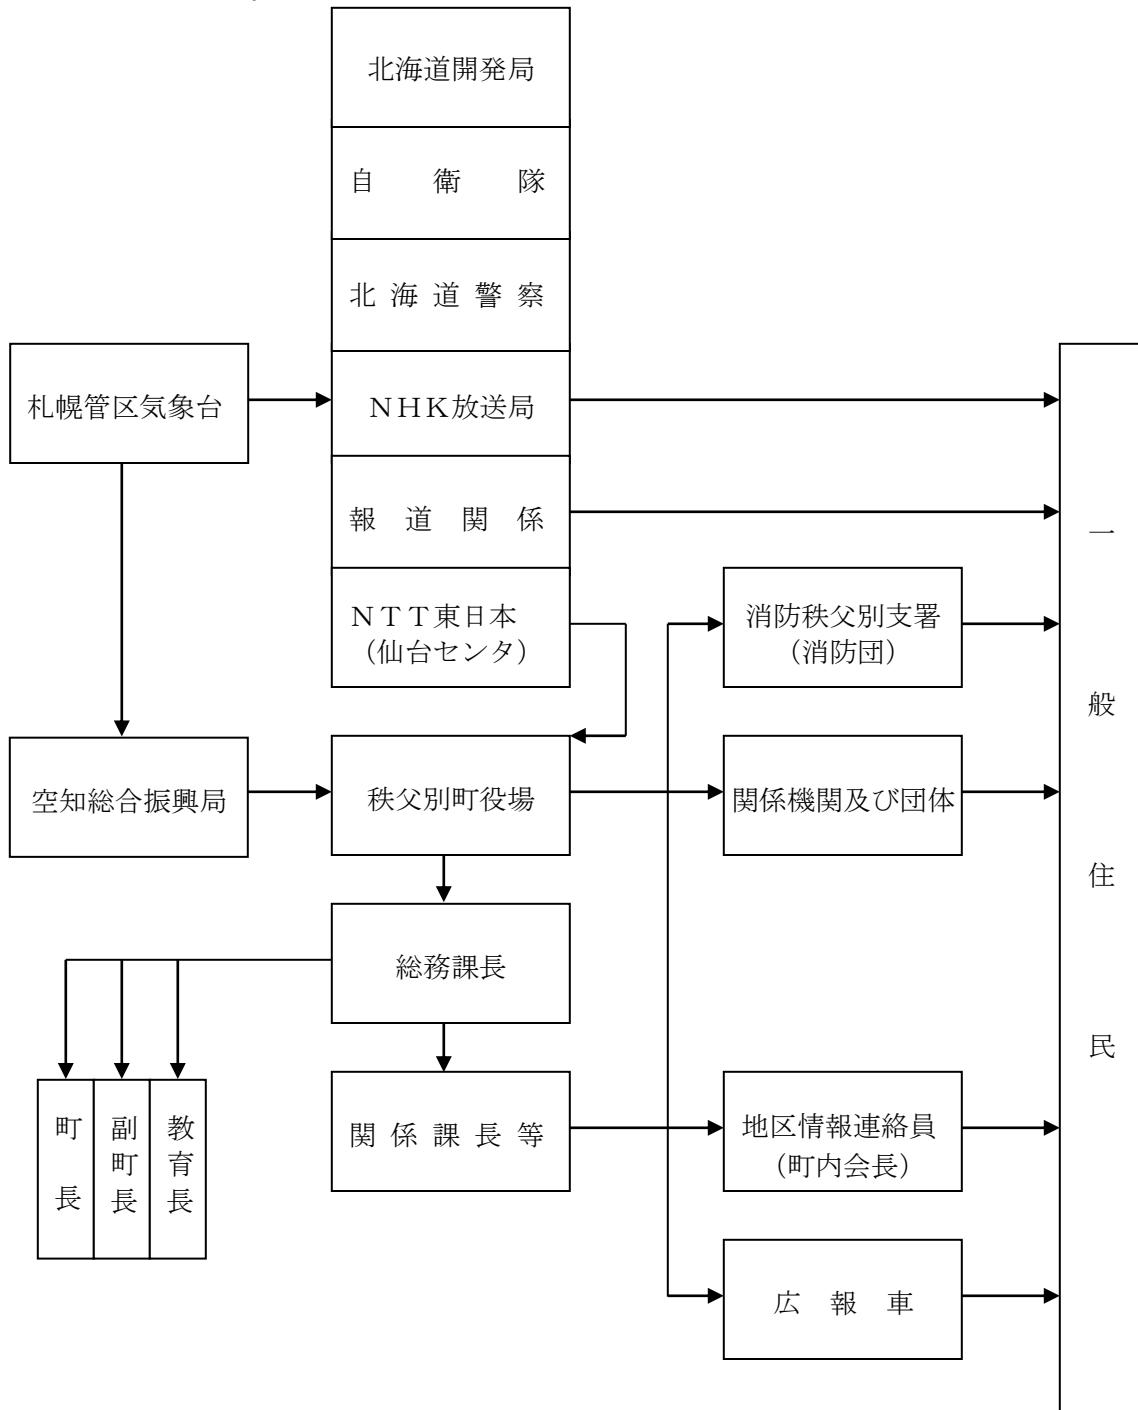 北海道開発局
自衛隊
北海道警察
札幌管区気象台
ＮＨＫ放送局
報道関係
ＮＴＴ東日本
（仙台センタ）
消防秩父別支署
（消防団）
空知総合振興局
秩父別町役場
関係機関及び団体
総務課長
町長
副町長
教育長
関係課長等
地区情報連絡員
（町内会長）
広報車
一般住民